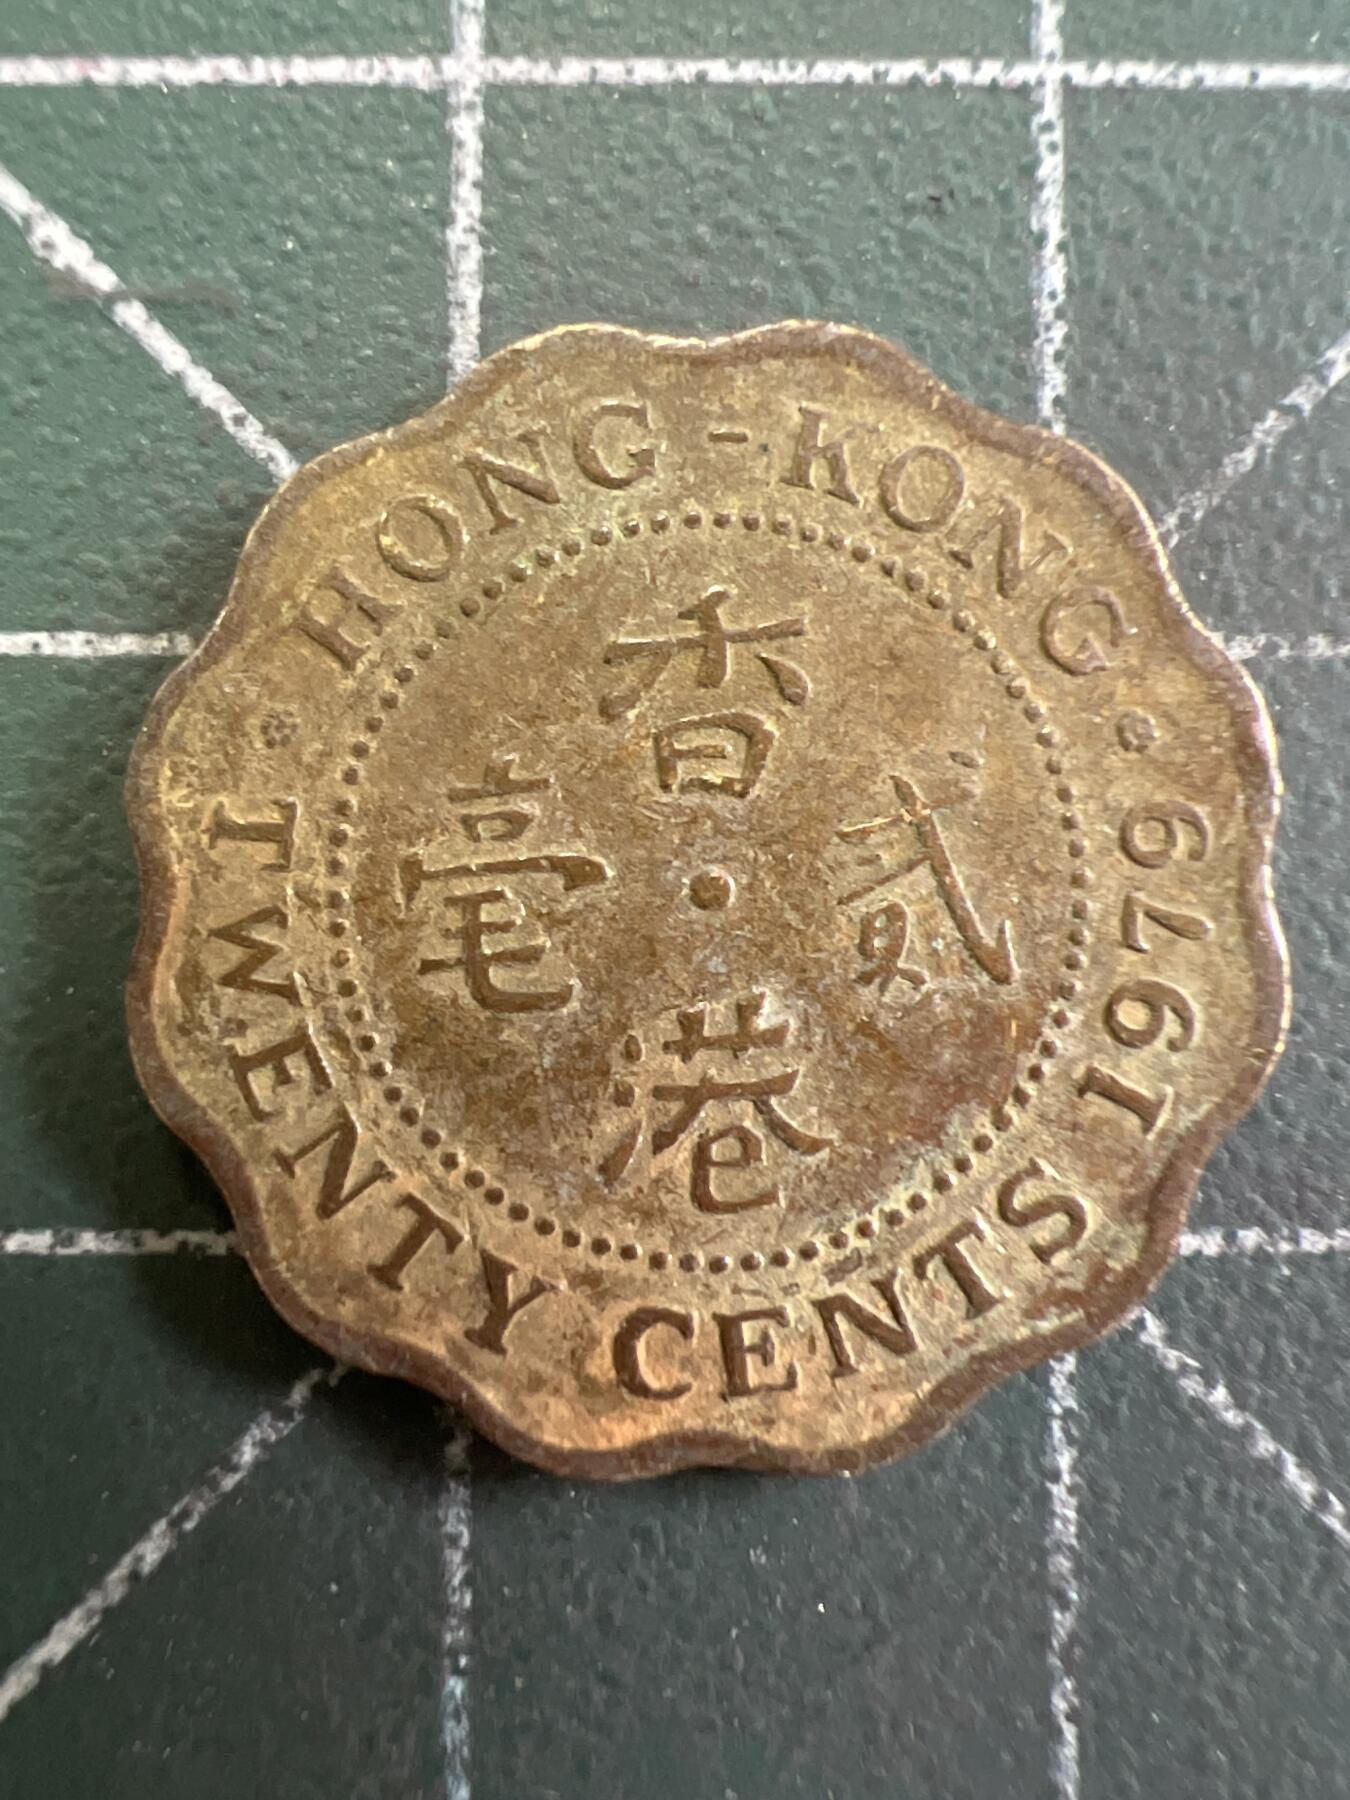 HONG-KONG
1979
TWENTY CENTS
香
港
貳
毫